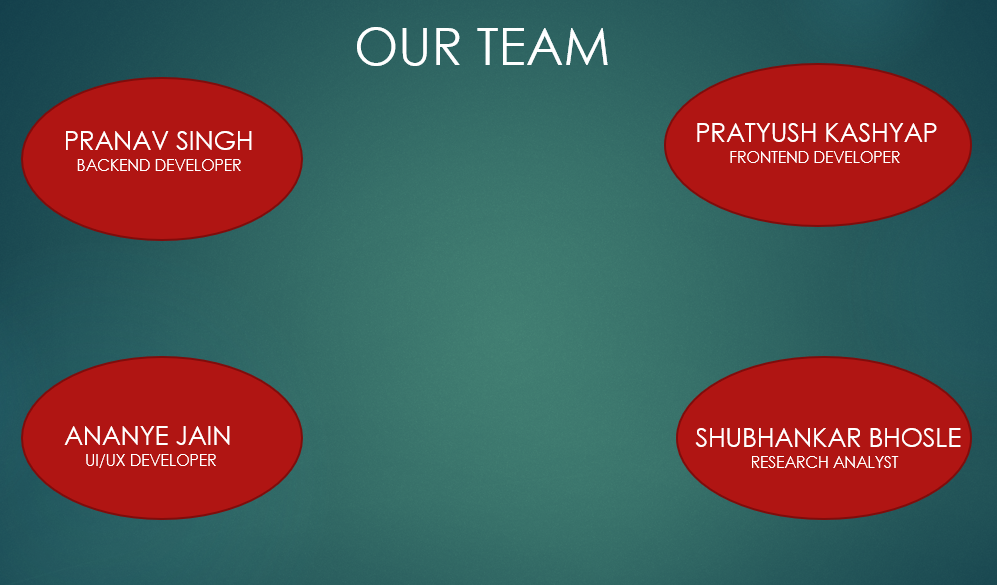 OUR TEAM
PRANAV SINGH
BACKEND DEVELOPER
PRATYUSH KASHYAP
FRONTEND DEVELOPER
ANANYE JAIN
UI/UX DEVELOPER
SHUBHANKAR BHOSLE
RESEARCH ANALYST